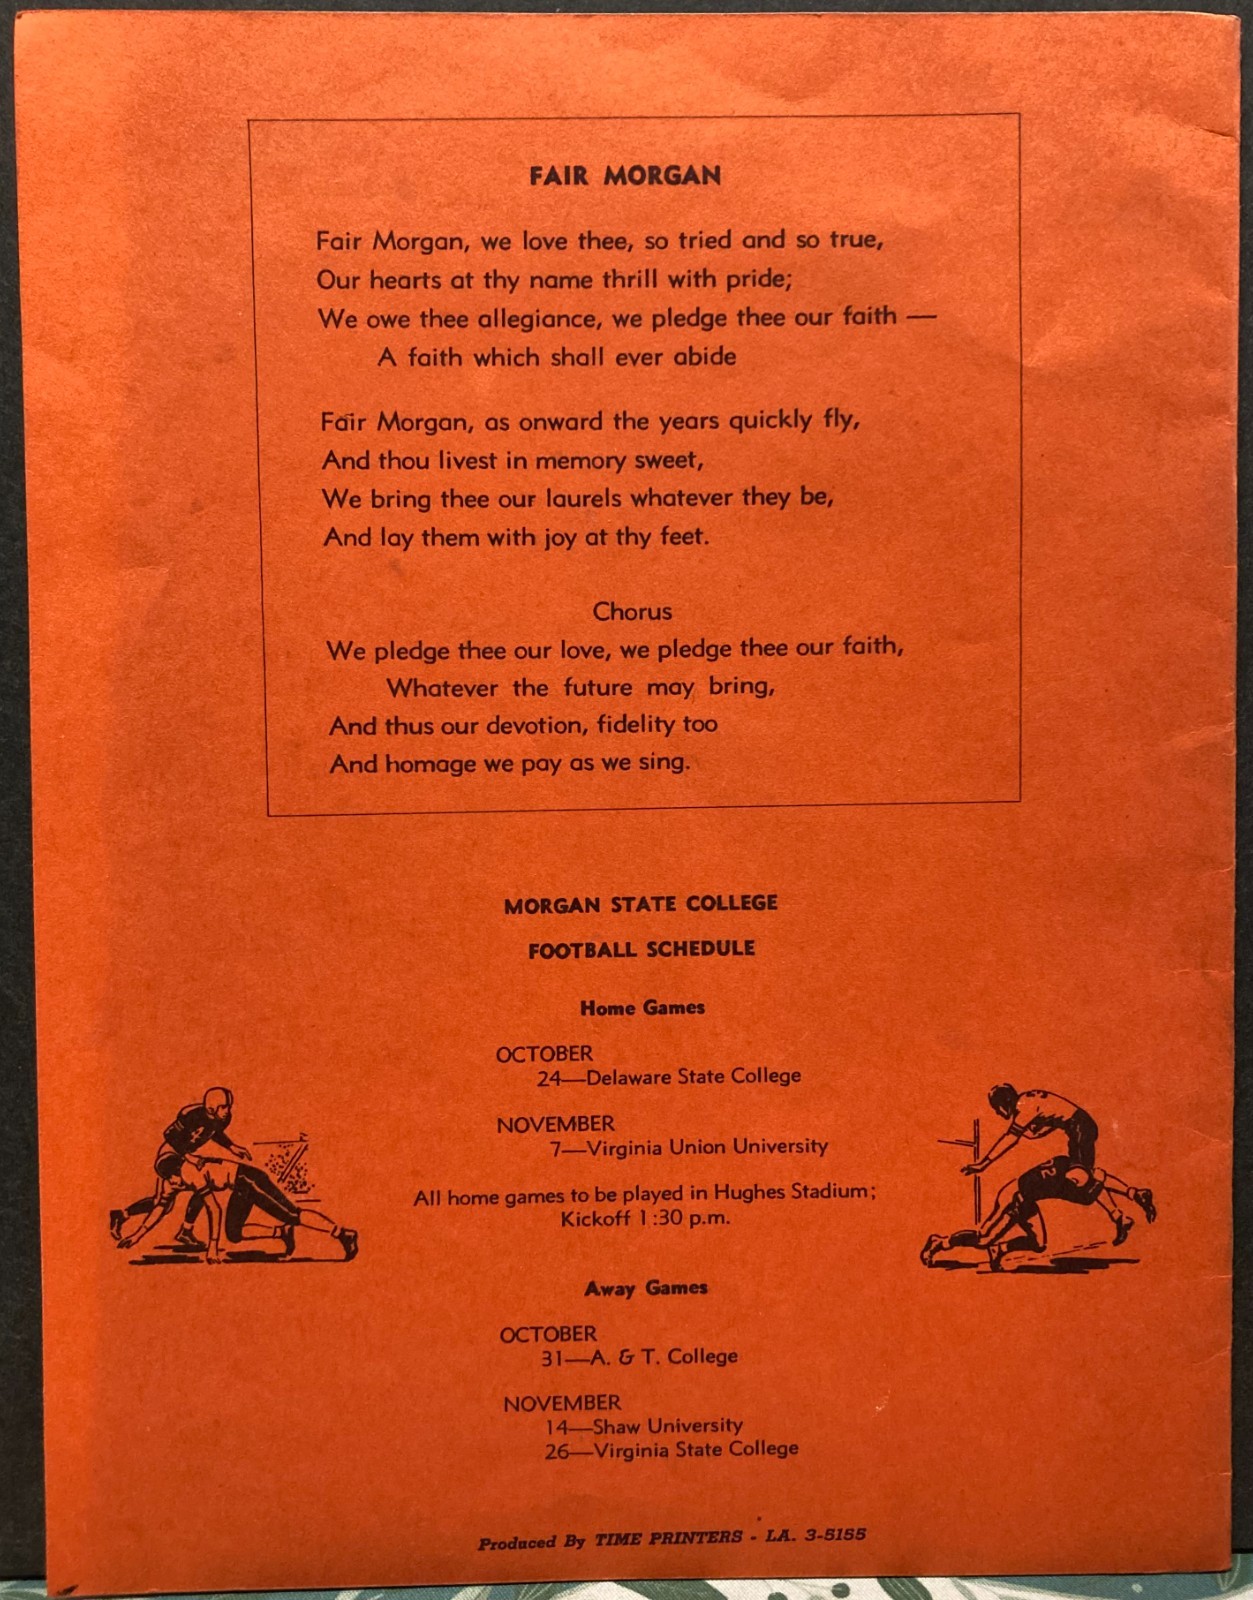 FAIR MORGAN
Fair Morgan, we love thee, so tried and so true,
Our hearts at thy name thrill with pride;
We owe thee allegiance, we pledge thee our faith —
A faith which shall ever abide
Fair Morgan, as onward the years quickly fly,
And thou livest in memory sweet,
We bring thee our laurels whatever they be,
And lay them with joy at thy feet.
Chorus
We pledge thee our love, we pledge thee our faith,
Whatever the future may bring,
And thus our devotion, fidelity too
And homage we pay as we sing.
MORGAN STATE COLLEGE
FOOTBALL SCHEDULE
Home Games
OCTOBER
24—Delaware State College
NOVEMBER
7—Virginia Union University
All home games to be played in Hughes Stadium;
Kickoff 1:30 p.m.
Away Games
OCTOBER
31—A. & T. College
NOVEMBER
14—Shaw University
26—Virginia State College
Produced By TIME PRINTERS - LA. 3-5155